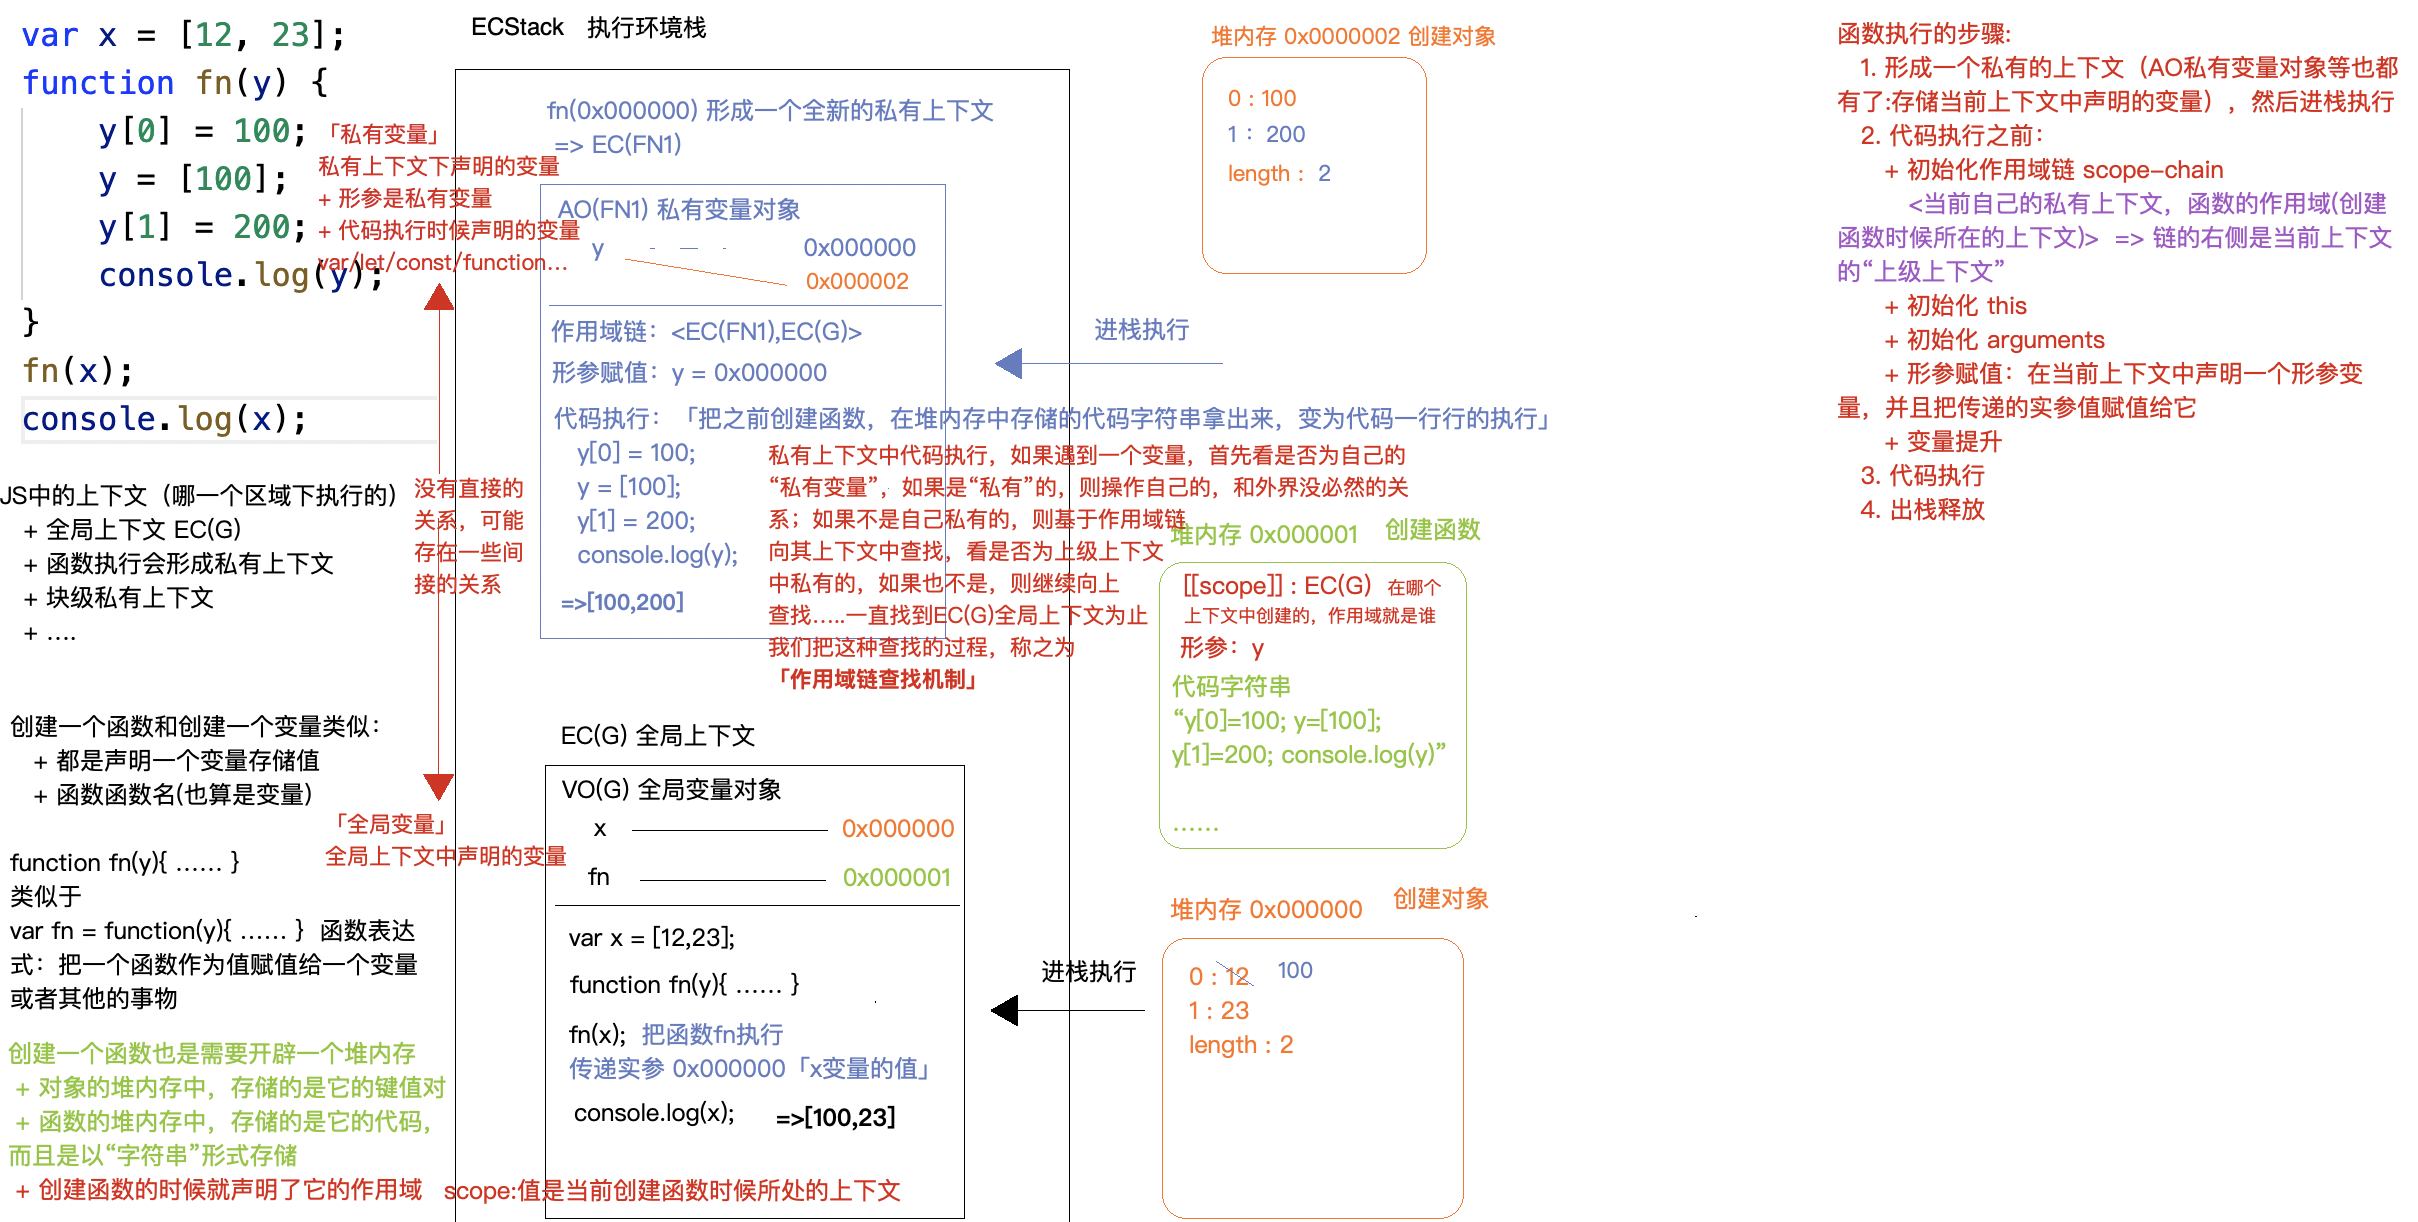 var x = [12, 23];
function fn(y) {
y[0] = 100;
y = [100];
y[1] = 200;
console.log(y);
}
fn(x);
console.log(x);
「私有变量」
私有上下文下声明的变量
+ 形参是私有变量
+ 代码执行时候声明的变量
var/let/const/function...
没有直接的
关系，可能
存在一些间
接的关系
「全局变量」
全局上下文中声明的变量
JS中的上下文（哪一个区域下执行的）
+ 全局上下文 EC(G)
+ 函数执行会形成私有上下文
+ 块级私有上下文
+ ....
创建一个函数和创建一个变量类似：
+ 都是声明一个变量存储值
+ 函数函数名(也算是变量)
function fn(y){ ...... }
类似于
var fn = function(y){ ...... } 函数表达
式：把一个函数作为值赋值给一个变量
或者其他的事物
创建一个函数也是需要开辟一个堆内存
+ 对象的堆内存中，存储的是它的键值对
+ 函数的堆内存中，存储的是它的代码，
而且是以“字符串”形式存储
+ 创建函数的时候就声明了它的作用域 scope:值是当前创建函数时候所处的上下文
ECStack 执行环境栈
fn(0x000000) 形成一个全新的私有上下文
=> EC(FN1)
AO(FN1) 私有变量对象
y 0x000000
0x000002
作用域链：<EC(FN1),EC(G)>
形参赋值：y = 0x000000
代码执行：「把之前创建函数，在堆内存中存储的代码字符串拿出来，变为代码一行行的执行」
y[0] = 100;
y = [100];
y[1] = 200;
console.log(y);
=>[100,200]
私有上下文中代码执行，如果遇到一个变量，首先看是否为自己的
“私有变量”，如果是“私有”的，则操作自己的，和外界没必然的关
系；如果不是自己私有的，则基于作用域链
向其上下文中查找，看是否为上级上下文
中私有的，如果也不是，则继续向上
查找.....一直找到EC(G)全局上下文为止
我们把这种查找的过程，称之为
「作用域链查找机制」
进栈执行
EC(G) 全局上下文
VO(G) 全局变量对象
x 0x000000
fn 0x000001
var x = [12,23];
function fn(y){ ...... }
fn(x); 把函数fn执行
传递实参 0x000000「x变量的值」
console.log(x); =>[100,23]
进栈执行
堆内存 0x0000002 创建对象
0 : 100
1 : 200
length : 2
堆内存 0x000001 创建函数
[[scope]] : EC(G) 在哪个
上下文中创建的，作用域就是谁
形参：y
代码字符串
“y[0]=100; y=[100];
y[1]=200; console.log(y)”
......
堆内存 0x000000 创建对象
0 : 12 100
1 : 23
length : 2
函数执行的步骤:
1. 形成一个私有的上下文（AO私有变量对象等也都
有了:存储当前上下文中声明的变量），然后进栈执行
2. 代码执行之前：
+ 初始化作用域链 scope-chain
<当前自己的私有上下文，函数的作用域(创建
函数时候所在的上下文)> => 链的右侧是当前上下文
的“上级上下文”
+ 初始化 this
+ 初始化 arguments
+ 形参赋值：在当前上下文中声明一个形参变
量，并且把传递的实参值赋值给它
+ 变量提升
3. 代码执行
4. 出栈释放